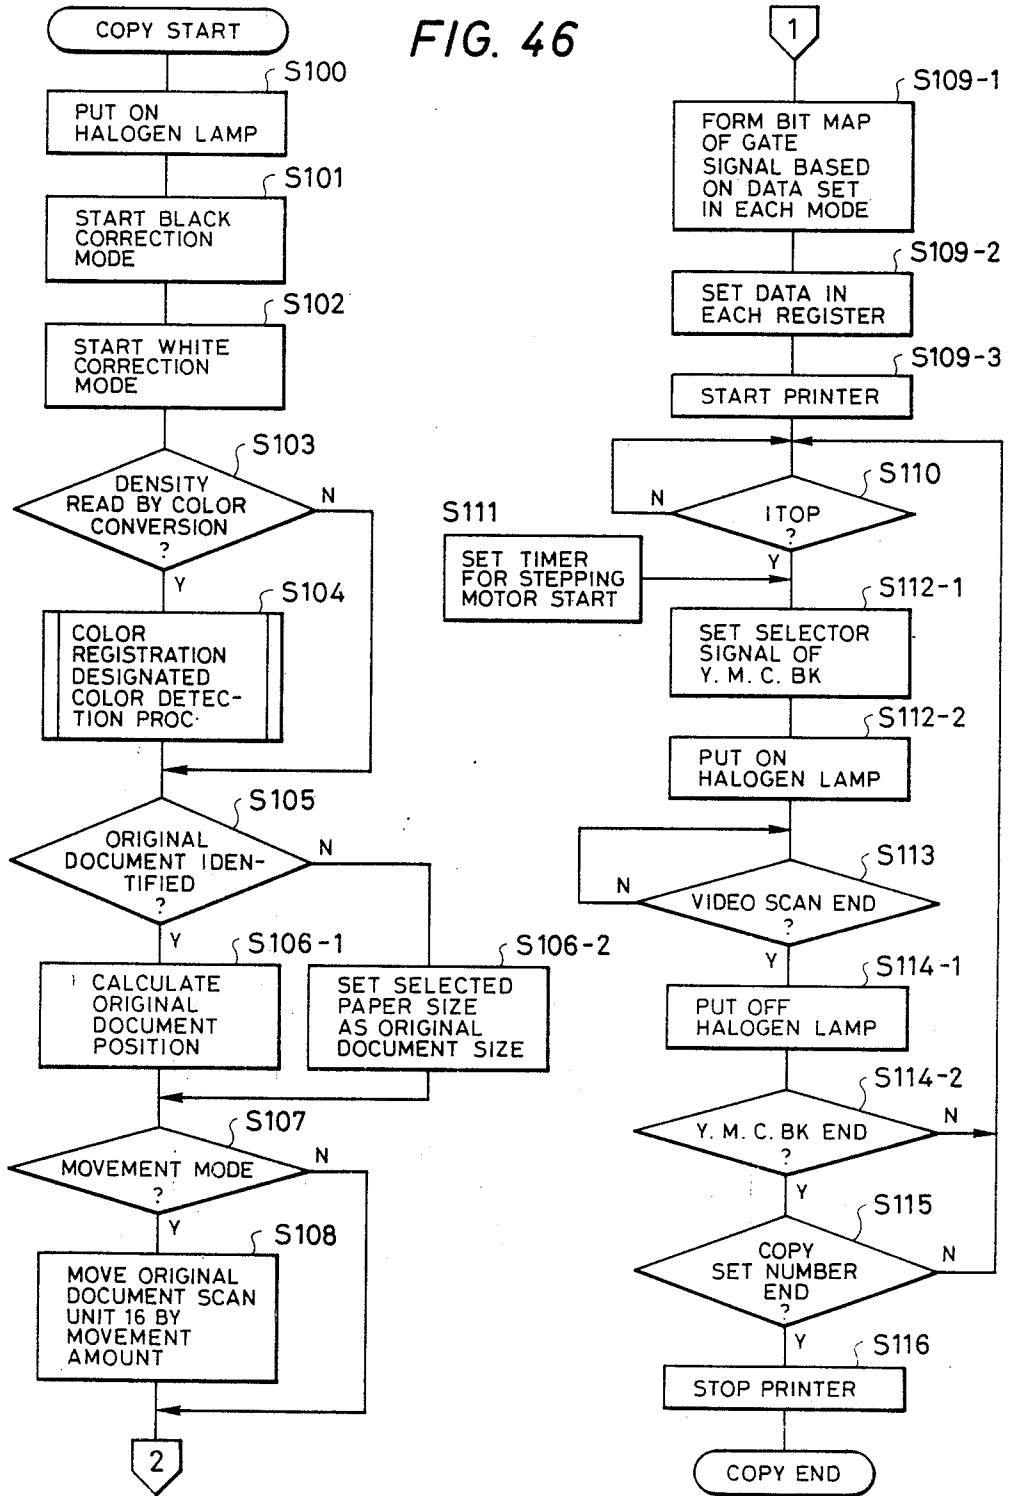 FIG. 46
COPY START
S100
PUT ON
HALOGEN LAMP
S101
START BLACK
CORRECTION
MODE
S102
START WHITE
CORRECTION
MODE
S103
DENSITY
READ BY COLOR
CONVERSION
?
N
Y
S104
COLOR
REGISTRATION
DESIGNATED
COLOR DETEC-
TION PROC.
S105
ORIGINAL
DOCUMENT IDEN-
TIFIED
?
N
Y
S106-1
CALCULATE
ORIGINAL
DOCUMENT
POSITION
S106-2
SET SELECTED
PAPER SIZE
AS ORIGINAL
DOCUMENT SIZE
S107
MOVEMENT MODE
?
N
Y
S108
MOVE ORIGINAL
DOCUMENT SCAN
UNIT 16 BY
MOVEMENT
AMOUNT
2
1
S109-1
FORM BIT MAP
OF GATE
SIGNAL BASED
ON DATA SET
IN EACH MODE
S109-2
SET DATA IN
EACH REGISTER
S109-3
START PRINTER
S110
ITOP
?
N
Y
S111
SET TIMER
FOR STEPPING
MOTOR START
S112-1
SET SELECTOR
SIGNAL OF
Y. M. C. BK
S112-2
PUT ON
HALOGEN LAMP
S113
VIDEO SCAN END
?
N
Y
S114-1
PUT OFF
HALOGEN LAMP
S114-2
Y. M. C. BK END
?
N
Y
S115
COPY
SET NUMBER
END
?
N
Y
S116
STOP PRINTER
COPY END